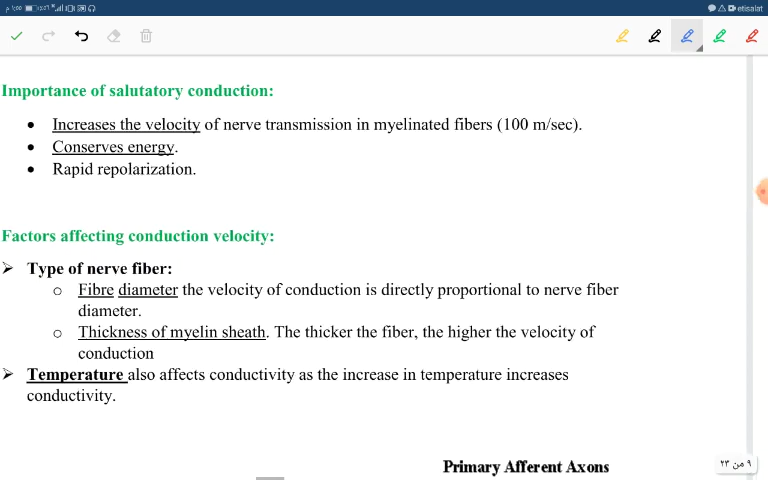 etisalat
Importance of salutatory conduction:
• Increases the velocity of nerve transmission in myelinated fibers (100 m/sec).
• Conserves energy.
• Rapid repolarization.
Factors affecting conduction velocity:
➢ Type of nerve fiber:
o Fibre diameter the velocity of conduction is directly proportional to nerve fiber
diameter.
o Thickness of myelin sheath. The thicker the fiber, the higher the velocity of
conduction
➢ Temperature also affects conductivity as the increase in temperature increases
conductivity.
Primary Afferent Axons
٩ من ٢٣